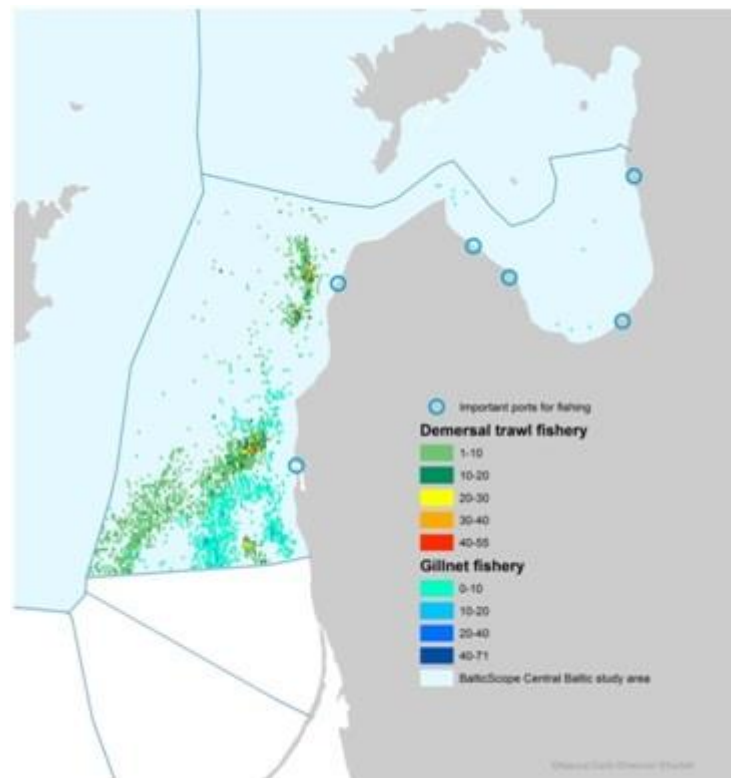 Important ports for fishing
Demersal trawl fishery
1-10
10-20
20-30
30-40
40-55
Gillnet fishery
0-10
10-20
20-40
40-71
BalticScope Central Baltic study area